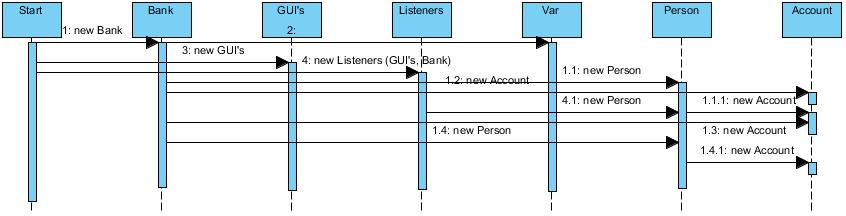 Start
Bank
GUI's
Listeners
Var
Person
Account
1: new Bank
2:
3: new GUI's
4: new Listeners (GUI's, Bank)
1.1: new Person
1.2: new Account
4.1: new Person
1.1.1: new Account
1.4: new Person
1.3: new Account
1.4.1: new Account